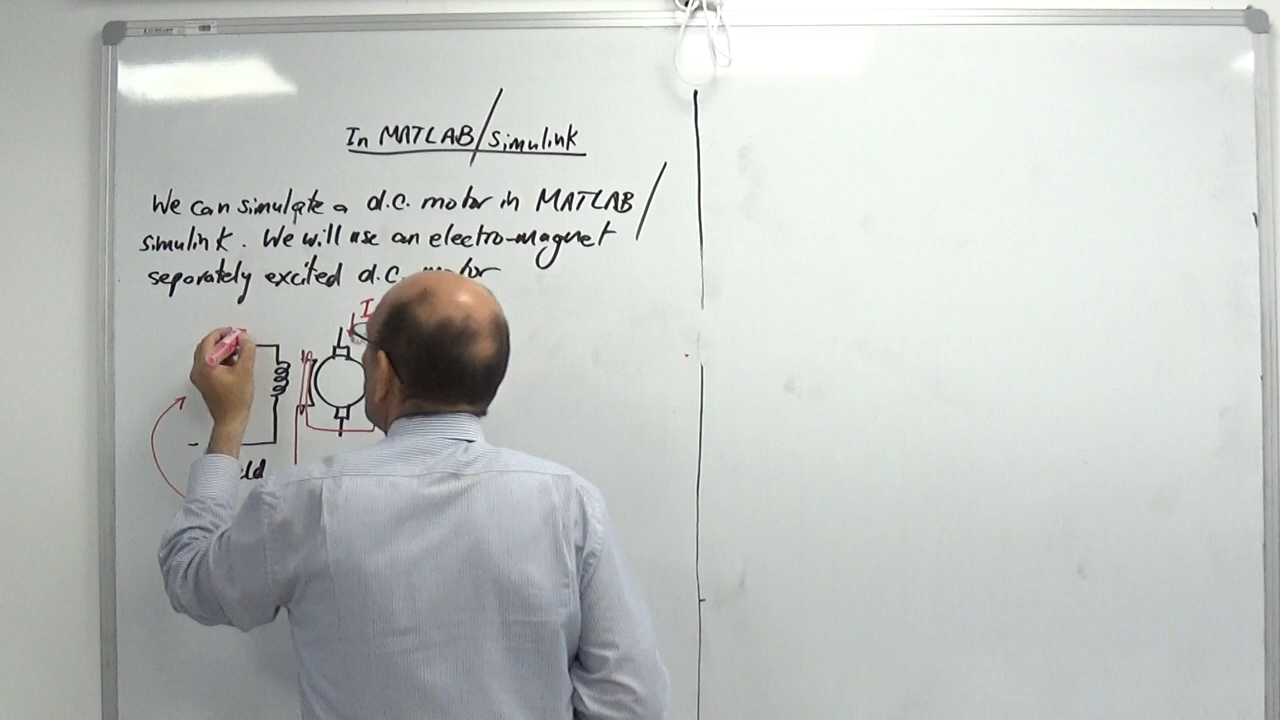 In MATLAB/simulink
We can simulate a d.c. motor in MATLAB/
simulink. We will use an electro-magnet
separately excited d.c. motor
I